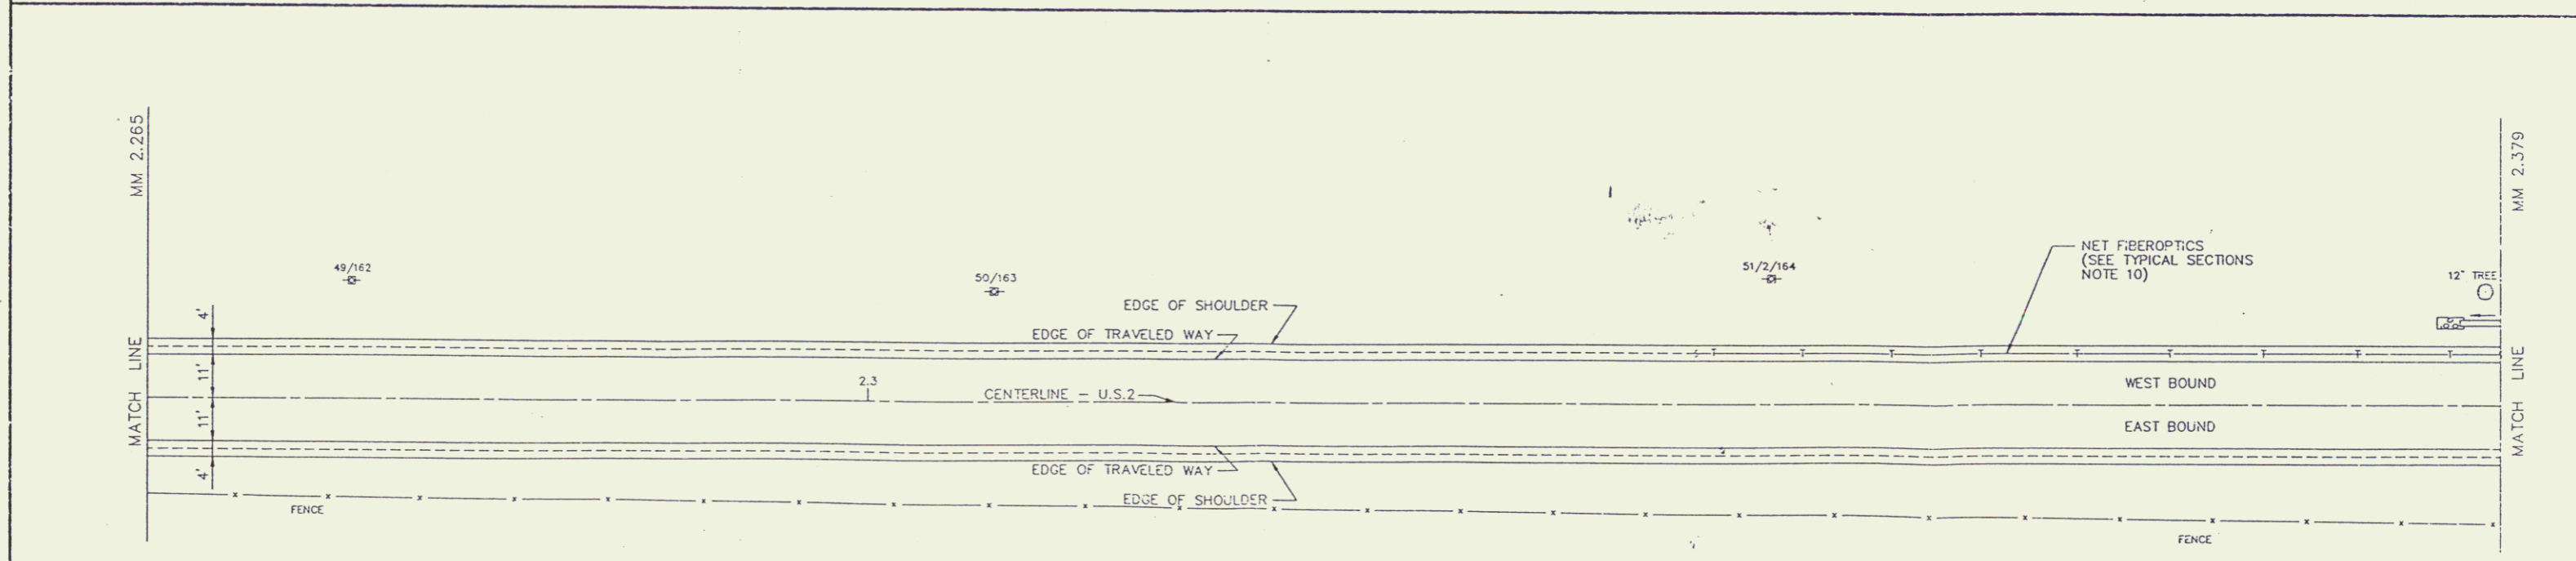 MM 2.265
MM 2.379
49/162
50/163
51/2/164
NET FIBEROPTICS
(SEE TYPICAL SECTIONS
NOTE 10)
12" TREE
EDGE OF SHOULDER
EDGE OF TRAVELED WAY
4'
11'
11'
4'
MATCH LINE
MATCH LINE
2.3
CENTERLINE - U.S.2
WEST BOUND
EAST BOUND
EDGE OF TRAVELED WAY
EDGE OF SHOULDER
FENCE
FENCE